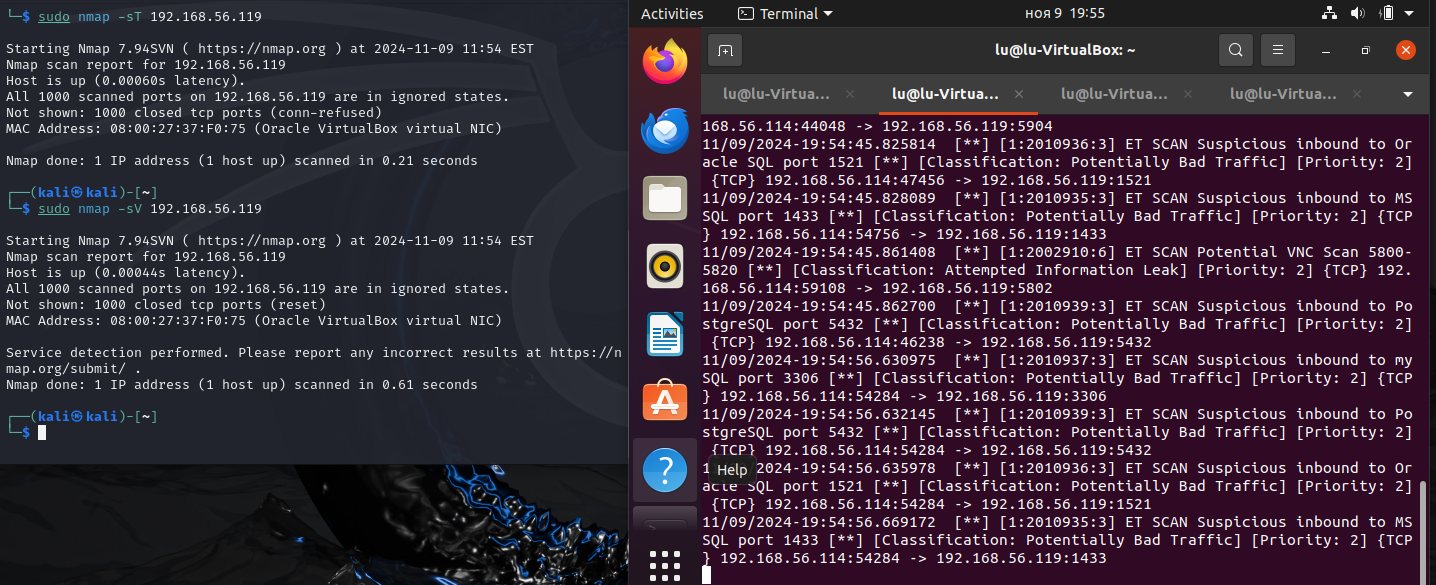 └─$ sudo nmap -sT 192.168.56.119
Starting Nmap 7.94SVN ( https://nmap.org ) at 2024-11-09 11:54 EST
Nmap scan report for 192.168.56.119
Host is up (0.00060s latency).
All 1000 scanned ports on 192.168.56.119 are in ignored states.
Not shown: 1000 closed tcp ports (conn-refused)
MAC Address: 08:00:27:37:F0:75 (Oracle VirtualBox virtual NIC)
Nmap done: 1 IP address (1 host up) scanned in 0.21 seconds
┌──(kali㉿kali)-[~]
└─$ sudo nmap -sV 192.168.56.119
Starting Nmap 7.94SVN ( https://nmap.org ) at 2024-11-09 11:54 EST
Nmap scan report for 192.168.56.119
Host is up (0.00044s latency).
All 1000 scanned ports on 192.168.56.119 are in ignored states.
Not shown: 1000 closed tcp ports (reset)
MAC Address: 08:00:27:37:F0:75 (Oracle VirtualBox virtual NIC)
Service detection performed. Please report any incorrect results at https://n
map.org/submit/ .
Nmap done: 1 IP address (1 host up) scanned in 0.61 seconds
┌──(kali㉿kali)-[~]
└─$
Activities Terminal ноя 9 19:55
lu@lu-VirtualBox: ~
lu@lu-Virtua... lu@lu-Virtua... lu@lu-Virtua... lu@lu-Virtua...
168.56.114:44048 -> 192.168.56.119:5904
11/09/2024-19:54:45.825814 [**] [1:2010936:3] ET SCAN Suspicious inbound to Or
acle SQL port 1521 [**] [Classification: Potentially Bad Traffic] [Priority: 2]
{TCP} 192.168.56.114:47456 -> 192.168.56.119:1521
11/09/2024-19:54:45.828089 [**] [1:2010935:3] ET SCAN Suspicious inbound to MS
SQL port 1433 [**] [Classification: Potentially Bad Traffic] [Priority: 2] {TCP
} 192.168.56.114:54756 -> 192.168.56.119:1433
11/09/2024-19:54:45.861408 [**] [1:2002910:6] ET SCAN Potential VNC Scan 5800-
5820 [**] [Classification: Attempted Information Leak] [Priority: 2] {TCP} 192.
168.56.114:59108 -> 192.168.56.119:5802
11/09/2024-19:54:45.862700 [**] [1:2010939:3] ET SCAN Suspicious inbound to Po
stgreSQL port 5432 [**] [Classification: Potentially Bad Traffic] [Priority: 2]
{TCP} 192.168.56.114:46238 -> 192.168.56.119:5432
11/09/2024-19:54:56.630975 [**] [1:2010937:3] ET SCAN Suspicious inbound to my
SQL port 3306 [**] [Classification: Potentially Bad Traffic] [Priority: 2] {TCP
} 192.168.56.114:54284 -> 192.168.56.119:3306
11/09/2024-19:54:56.632145 [**] [1:2010939:3] ET SCAN Suspicious inbound to Po
stgreSQL port 5432 [**] [Classification: Potentially Bad Traffic] [Priority: 2]
{TCP} 192.168.56.114:54284 -> 192.168.56.119:5432
1 Help /2024-19:54:56.635978 [**] [1:2010936:3] ET SCAN Suspicious inbound to Or
acle SQL port 1521 [**] [Classification: Potentially Bad Traffic] [Priority: 2]
{TCP} 192.168.56.114:54284 -> 192.168.56.119:1521
11/09/2024-19:54:56.669172 [**] [1:2010935:3] ET SCAN Suspicious inbound to MS
SQL port 1433 [**] [Classification: Potentially Bad Traffic] [Priority: 2] {TCP
} 192.168.56.114:54284 -> 192.168.56.119:1433